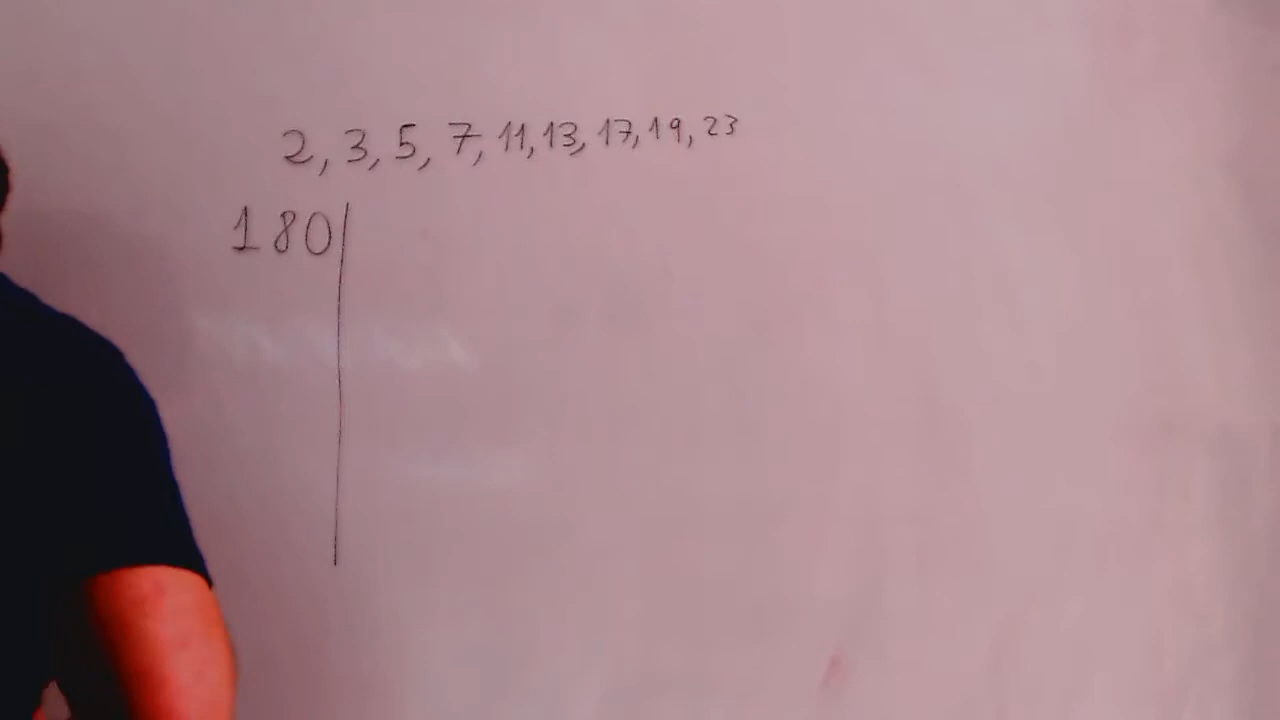 2, 3, 5, 7, 11, 13, 17, 19, 23
180